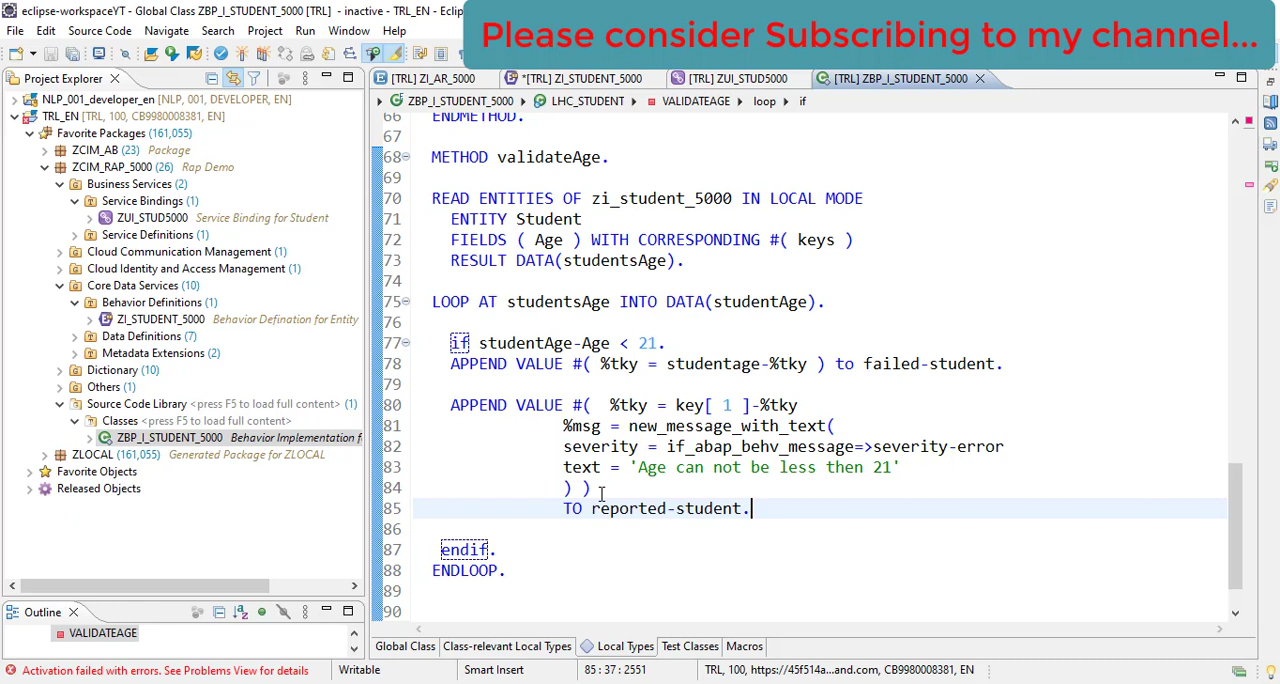 eclipse-workspaceYT - Global Class ZBP_I_STUDENT_5000 [TRL] - inactive - TRL_EN - Eclip
Please consider Subscribing to my channel...
File Edit Source Code Navigate Search Project Run Window Help
Project Explorer
[TRL] ZI_AR_5000
*[TRL] ZI_STUDENT_5000
[TRL] ZUI_STUD5000
[TRL] ZBP_I_STUDENT_5000
ZBP_I_STUDENT_5000 LHC_STUDENT VALIDATEAGE loop if
NLP_001_developer_en [NLP, 001, DEVELOPER, EN]
TRL_EN [TRL, 100, CB9980008381, EN]
Favorite Packages (161,055)
ZCIM_AB (23) Package
ZCIM_RAP_5000 (26) Rap Demo
Business Services (2)
Service Bindings (1)
ZUI_STUD5000 Service Binding for Student
Service Definitions (1)
Cloud Communication Management (1)
Cloud Identity and Access Management (1)
Core Data Services (10)
Behavior Definitions (1)
ZI_STUDENT_5000 Behavior Defination for Entity
Data Definitions (7)
Metadata Extensions (2)
Dictionary (10)
Others (1)
Source Code Library <press F5 to load full content> (1)
Classes <press F5 to load full content> (1)
ZBP_I_STUDENT_5000 Behavior Implementation fo
ZLOCAL (161,055) Generated Package for ZLOCAL
Favorite Objects
Released Objects
66 ENDMETHOD.
67
68 METHOD validateAge.
69
70 READ ENTITIES OF zi_student_5000 IN LOCAL MODE
71 ENTITY Student
72 FIELDS ( Age ) WITH CORRESPONDING #( keys )
73 RESULT DATA(studentsAge).
74
75 LOOP AT studentsAge INTO DATA(studentAge).
76
77 if studentAge-Age < 21.
78 APPEND VALUE #( %tky = studentage-%tky ) to failed-student.
79
80 APPEND VALUE #( %tky = key[ 1 ]-%tky
81 %msg = new_message_with_text(
82 severity = if_abap_behv_message=>severity-error
83 text = 'Age can not be less then 21'
84 ) )
85 TO reported-student.
86
87 endif.
88 ENDLOOP.
89
90
Outline
VALIDATEAGE
Global Class Class-relevant Local Types Local Types Test Classes Macros
Activation failed with errors. See Problems View for details
Writable
Smart Insert
85 : 37 : 2551
TRL, 100, https://45f514a...and.com, CB9980008381, EN